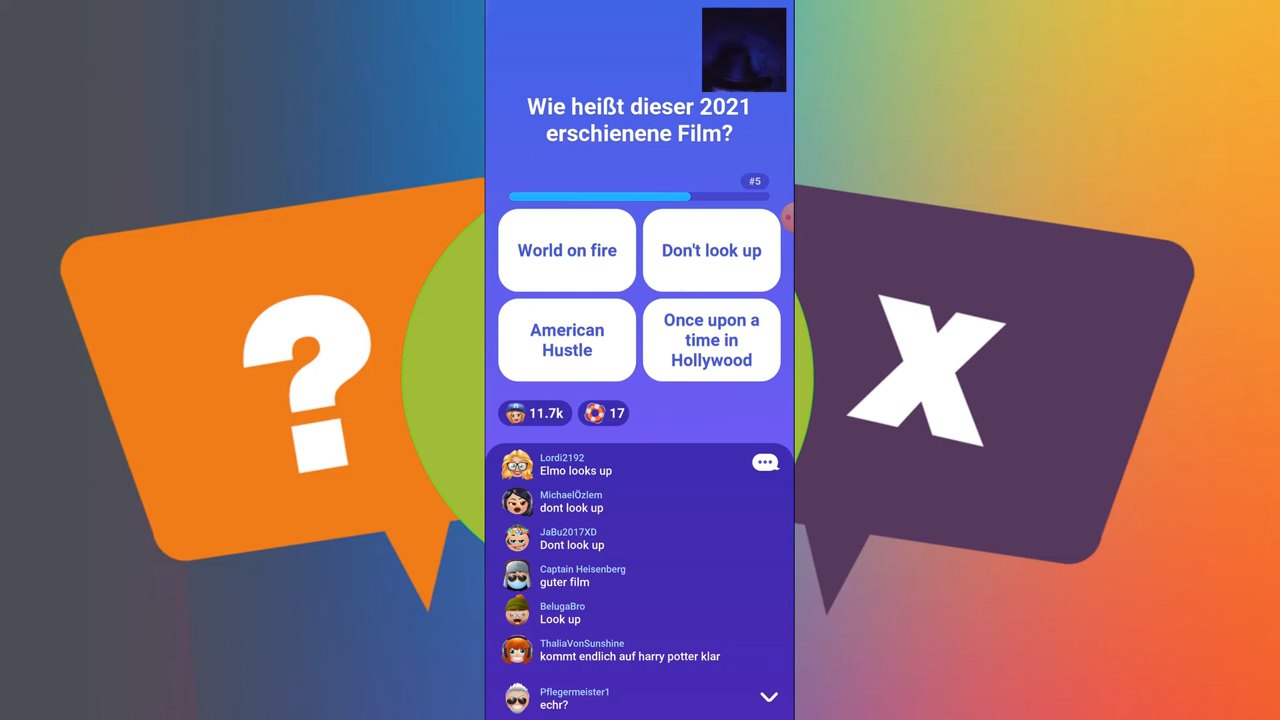 Wie heißt dieser 2021
erschienene Film?
#5
World on fire
Don't look up
American
Hustle
Once upon a
time in
Hollywood
11.7k
17
Lordi2192
Elmo looks up
MichaelÖzlem
dont look up
JaBu2017XD
Dont look up
Captain Heisenberg
guter film
BelugaBro
Look up
ThaliaVonSunshine
kommt endlich auf harry potter klar
Pflegermeister1
echr?
?
X